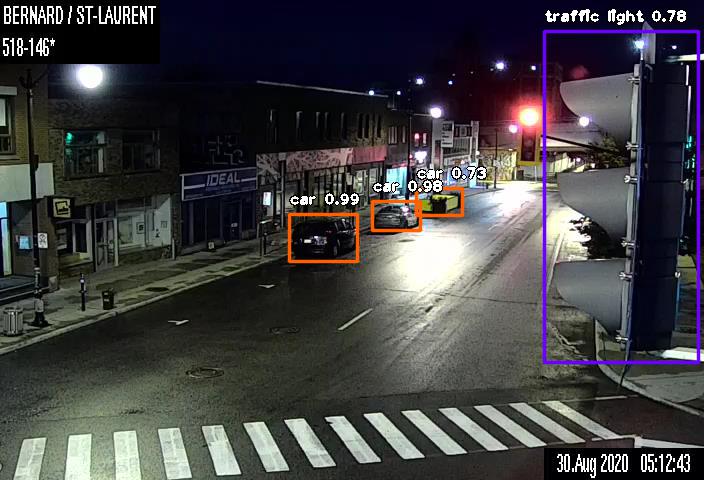 BERNARD / ST-LAURENT
518-146*
traffic light 0.78
car 0.73
car 0.98
car 0.99
IDEAL
30.Aug 2020 05:12:43